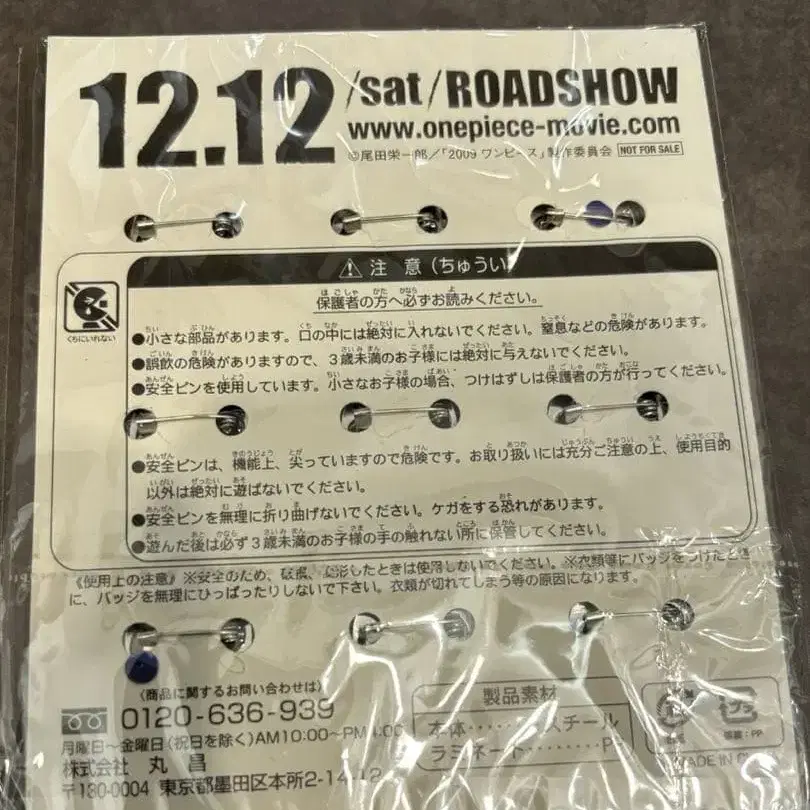 12.12 /sat/ROADSHOW
www.onepiece-movie.com
©尾田栄一郎／「2009 ワンピース」製作委員会 NOT FOR SALE
⚠ 注意（ちゅうい
保護者の方へ必ずお読みください。
くちにいれない
●小さな部品があります。口の中には絶対に入れないでください。窒息などの危険があります。
●誤飲の危険がありますので、3歳未満のお子様には絶対に与えないでください。
●安全ピンを使用しています。小さなお子様の場合、つけはずしは保護者の方が行ってください。
●安全ピンは、機能上、尖っていますので危険です。お取り扱いには充分ご注意の上、使用目的
以外は絶対に遊ばないでください。
●安全ピンを無理に折り曲げないでください。ケガをする恐れがあります。
●遊んだ後は必ず3歳未満のお子様の手の触れない所に保管してください。
《使用上の注意》※安全のため、破損、変形したときは使用しないでください。※衣類等にバッジをつけたとき
に、バッジを無理にひっぱったりしないで下さい。衣類が切れてしまう等の原因になります。
〈商品に関するお問い合わせは〉
0120-636-939
月曜日～金曜日（祝日を除く）AM10:00～PM4:00
株式会社 丸昌
〒130-0004 東京都墨田区本所2-14-12
製品素材
本体‥‥‥スチール
ラミネート‥‥‥P
プラ
袋:PP
MADE IN C